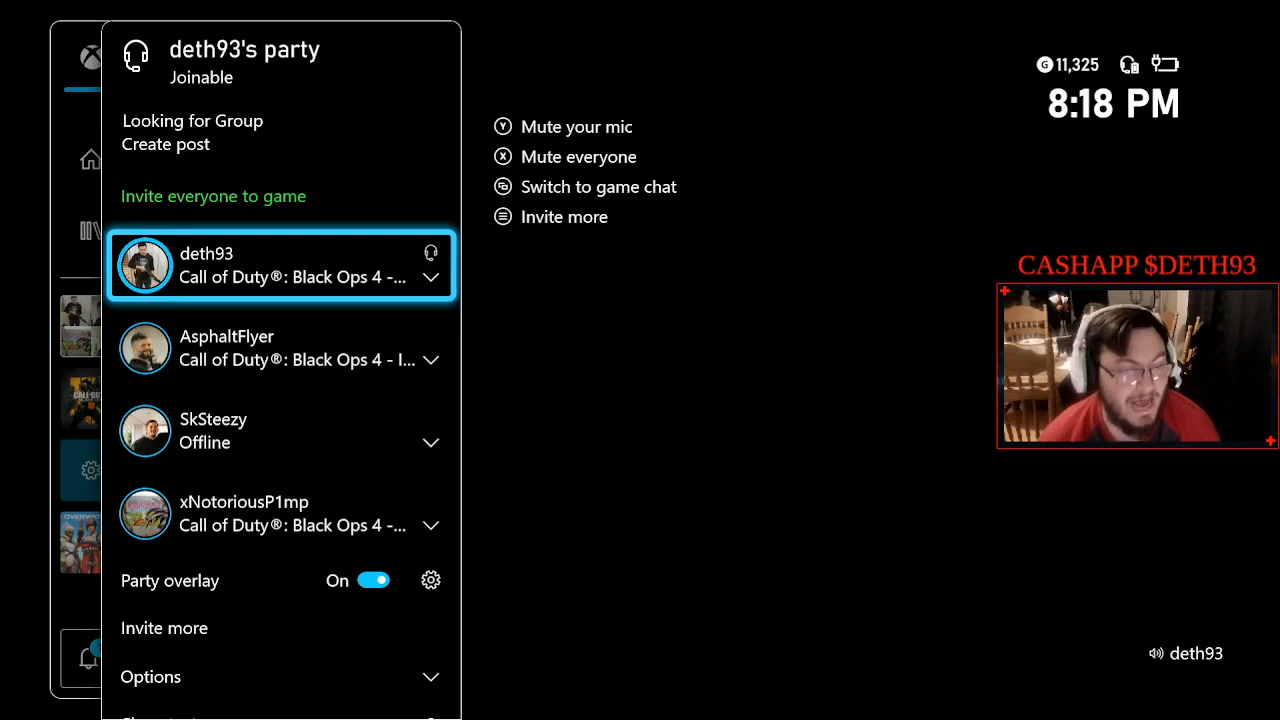 deth93's party
Joinable
Looking for Group
Create post
Invite everyone to game
deth93
Call of Duty®: Black Ops 4 -...
AsphaltFlyer
Call of Duty®: Black Ops 4 - I...
SkSteezy
Offline
xNotoriousP1mp
Call of Duty®: Black Ops 4 -...
Party overlay On
Invite more
Options
Y Mute your mic
X Mute everyone
Switch to game chat
Invite more
G 11,325
8:18 PM
CASHAPP $DETH93
deth93